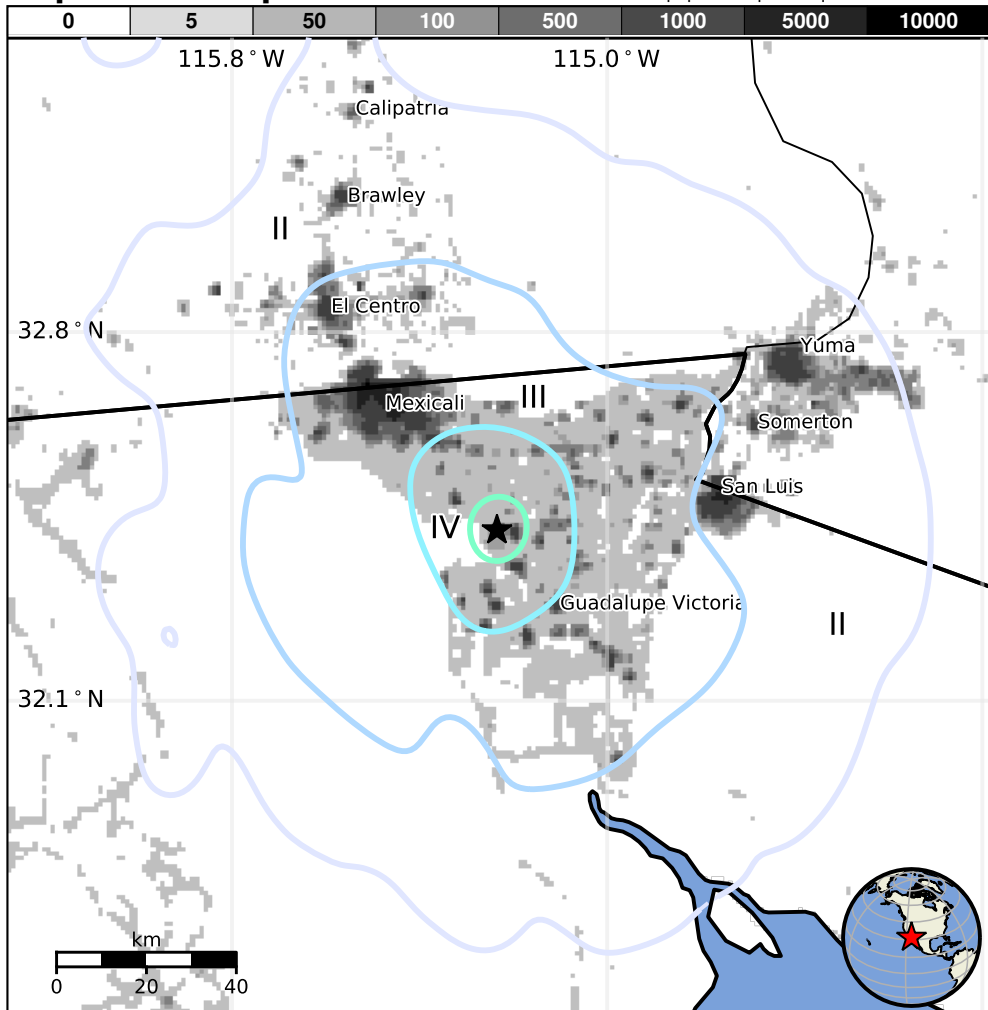 0 5 50 100 500 1000 5000 10000
115.8°W 115.0°W
Calipatria
Brawley
II
El Centro
32.8°N
Yuma
Mexicali
III
Somerton
San Luis
IV
Guadalupe Victoria
II
32.1°N
km
0 20 40